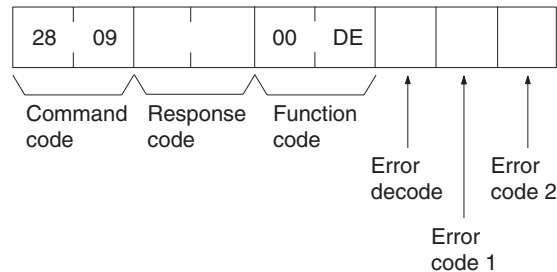 28 09 00 DE
Command code
Response code
Function code
Error decode
Error code 1
Error code 2